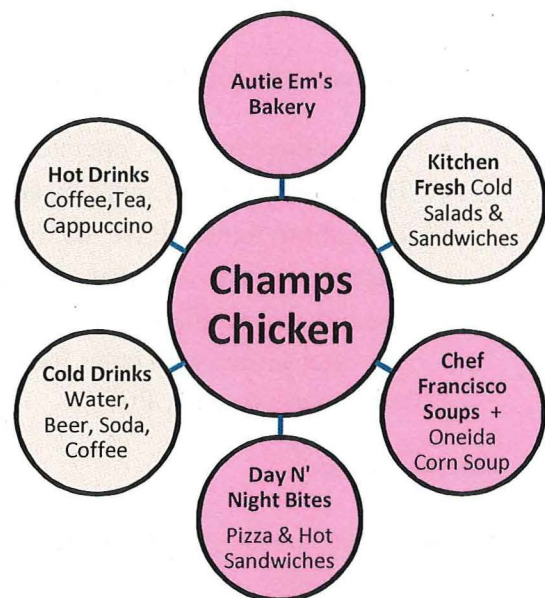 Autie Em's
Bakery
Hot Drinks
Coffee,Tea,
Cappuccino
Kitchen
Fresh Cold
Salads &
Sandwiches
Champs
Chicken
Cold Drinks
Water,
Beer, Soda,
Coffee
Chef
Francisco
Soups +
Oneida
Corn Soup
Day N'
Night Bites
Pizza & Hot
Sandwiches